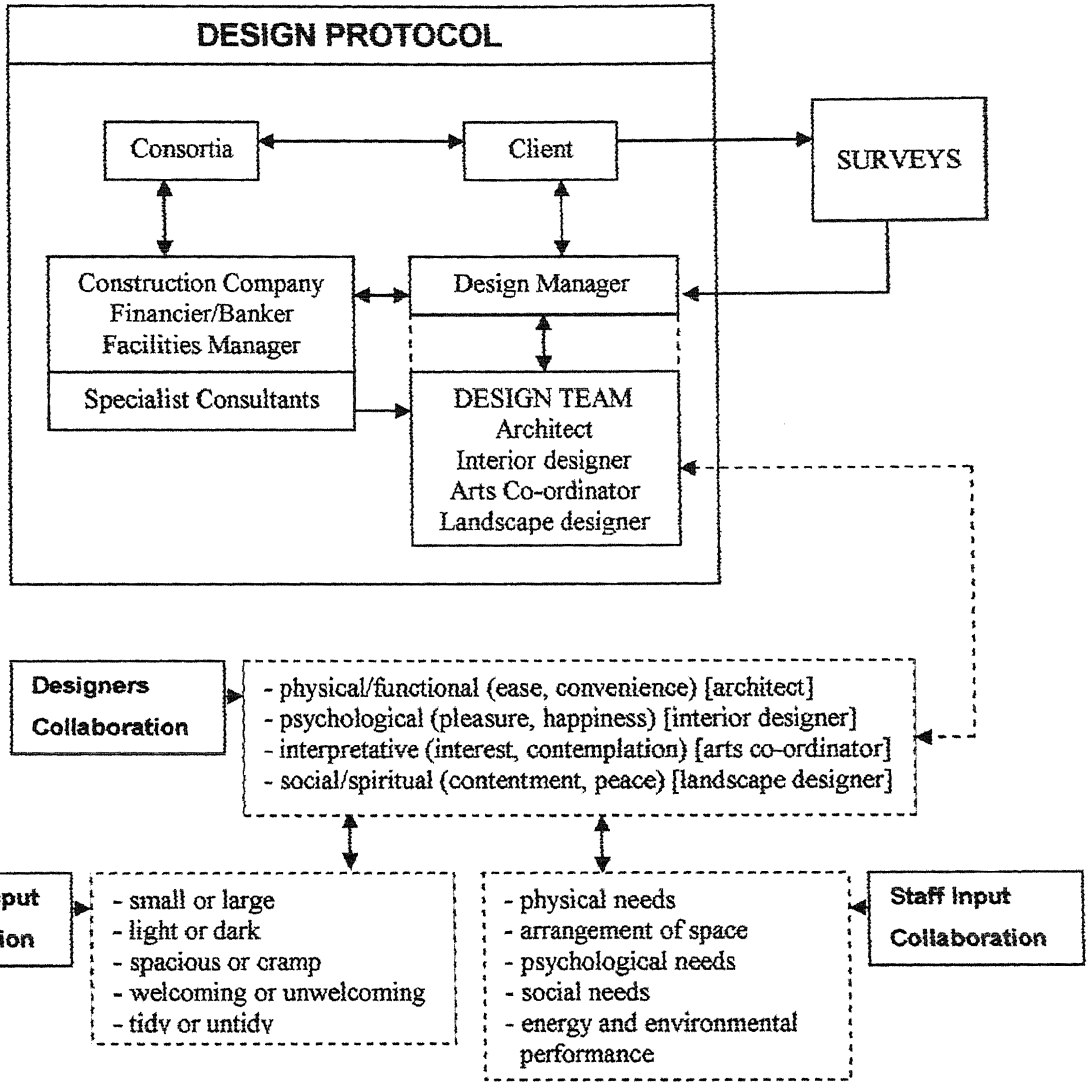 DESIGN PROTOCOL
Consortia
Client
SURVEYS
Construction Company
Financier/Banker
Facilities Manager
Specialist Consultants
Design Manager
DESIGN TEAM
Architect
Interior designer
Arts Co-ordinator
Landscape designer
Designers
Collaboration
- physical/functional (ease, convenience) [architect]
- psychological (pleasure, happiness) [interior designer]
- interpretative (interest, contemplation) [arts co-ordinator]
- social/spiritual (contentment, peace) [landscape designer]
- small or large
- light or dark
- spacious or cramp
- welcoming or unwelcoming
- tidy or untidy
- physical needs
- arrangement of space
- psychological needs
- social needs
- energy and environmental
performance
Staff Input
Collaboration